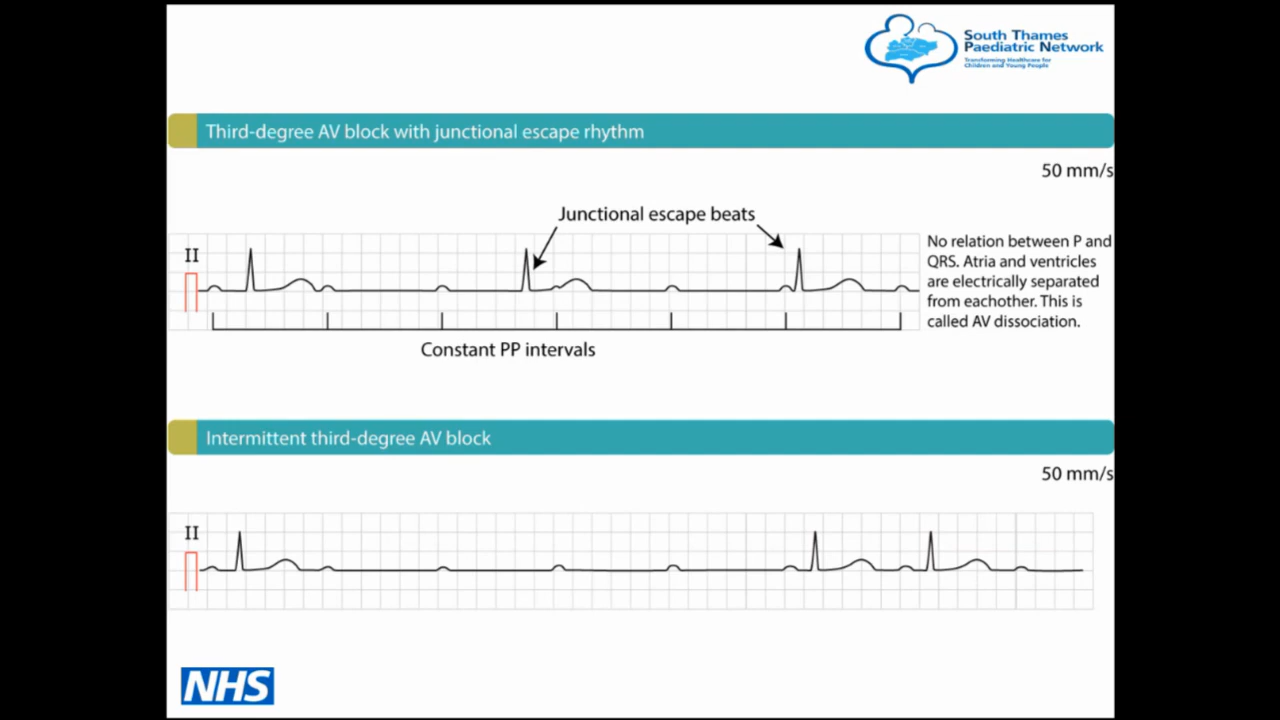 South Thames
Paediatric Network
Transforming Healthcare for
Children and Young People
Third-degree AV block with junctional escape rhythm
50 mm/s
Junctional escape beats
II
No relation between P and
QRS. Atria and ventricles
are electrically separated
from eachother. This is
called AV dissociation.
Constant PP intervals
Intermittent third-degree AV block
50 mm/s
II
NHS